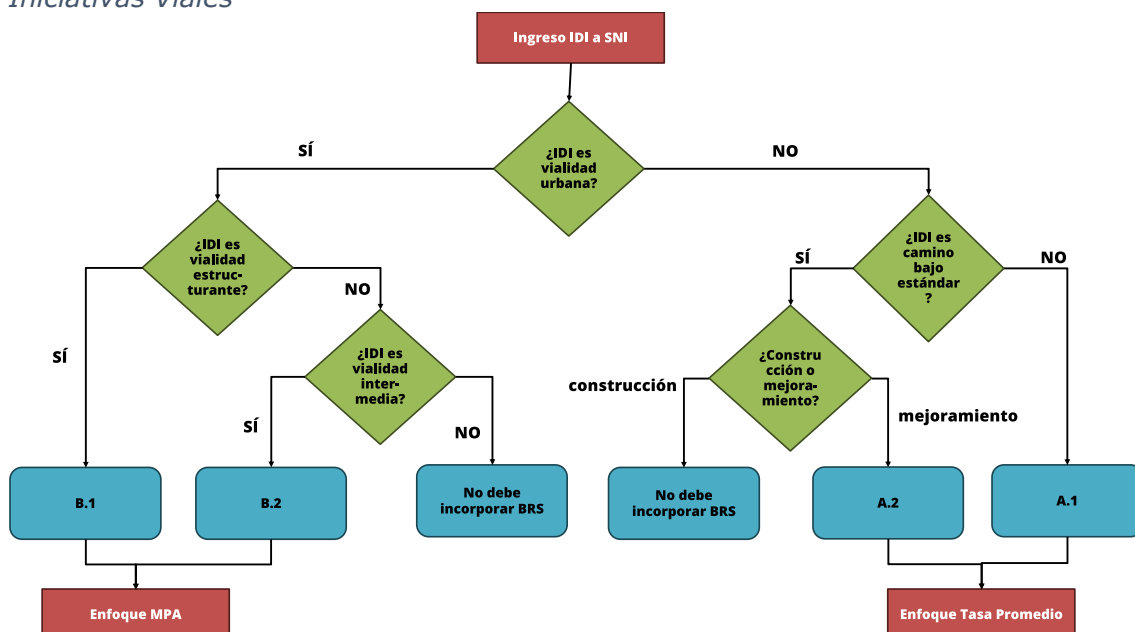 Iniciativas Viales
Ingreso IDI a SNI
SÍ
¿IDI es
vialidad
urbana?
NO
¿IDI es
vialidad
estruc-
turante?
¿IDI es
camino
bajo
estándar
?
SÍ
NO
NO
SÍ
¿IDI es
vialidad
inter-
media?
¿Constru
cción o
mejora-
miento?
construcción
mejoramiento
SÍ
NO
B.1
B.2
No debe
incorporar BRS
No debe
incorporar BRS
A.2
A.1
Enfoque MPA
Enfoque Tasa Promedio